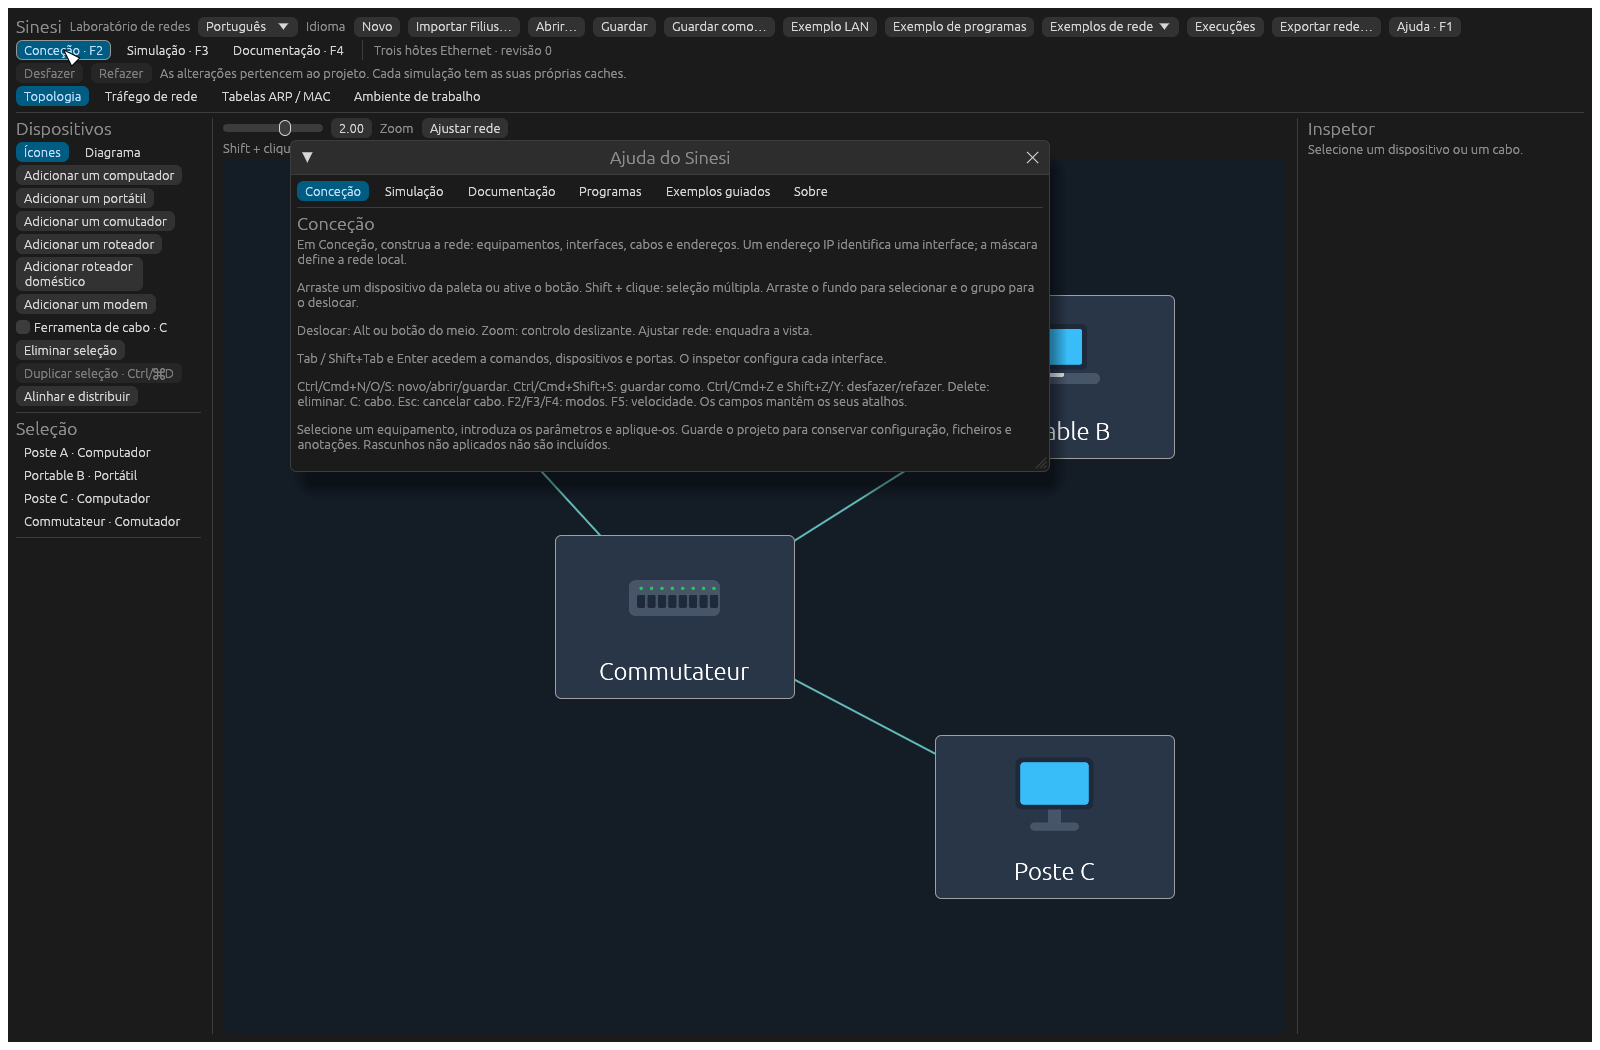 Sinesi Laboratório de redes Português Idioma Novo Importar Filius... Abrir... Guardar Guardar como... Exemplo LAN Exemplo de programas Exemplos de rede Execuções Exportar rede... Ajuda · F1
Conceção · F2 Simulação · F3 Documentação · F4 Trois hôtes Ethernet · revisão 0
Desfazer Refazer As alterações pertencem ao projeto. Cada simulação tem as suas próprias caches.
Topologia Tráfego de rede Tabelas ARP / MAC Ambiente de trabalho
Dispositivos
Ícones Diagrama
Adicionar um computador
Adicionar um portátil
Adicionar um comutador
Adicionar um roteador
Adicionar roteador
doméstico
Adicionar um modem
Ferramenta de cabo · C
Eliminar seleção
Duplicar seleção · Ctrl/⌘D
Alinhar e distribuir
Seleção
Poste A · Computador
Portable B · Portátil
Poste C · Computador
Commutateur · Comutador
2.00 Zoom Ajustar rede
Shift + cliqu
Ajuda do Sinesi
Conceção Simulação Documentação Programas Exemplos guiados Sobre
Conceção
Em Conceção, construa a rede: equipamentos, interfaces, cabos e endereços. Um endereço IP identifica uma interface; a máscara
define a rede local.
Arraste um dispositivo da paleta ou ative o botão. Shift + clique: seleção múltipla. Arraste o fundo para selecionar e o grupo para
o deslocar.
Deslocar: Alt ou botão do meio. Zoom: controlo deslizante. Ajustar rede: enquadra a vista.
Tab / Shift+Tab e Enter acedem a comandos, dispositivos e portas. O inspetor configura cada interface.
Ctrl/Cmd+N/O/S: novo/abrir/guardar. Ctrl/Cmd+Shift+S: guardar como. Ctrl/Cmd+Z e Shift+Z/Y: desfazer/refazer. Delete:
eliminar. C: cabo. Esc: cancelar cabo. F2/F3/F4: modos. F5: velocidade. Os campos mantêm os seus atalhos.
Selecione um equipamento, introduza os parâmetros e aplique-os. Guarde o projeto para conservar configuração, ficheiros e
anotações. Rascunhos não aplicados não são incluídos.
able B
Commutateur
Poste C
Inspetor
Selecione um dispositivo ou um cabo.